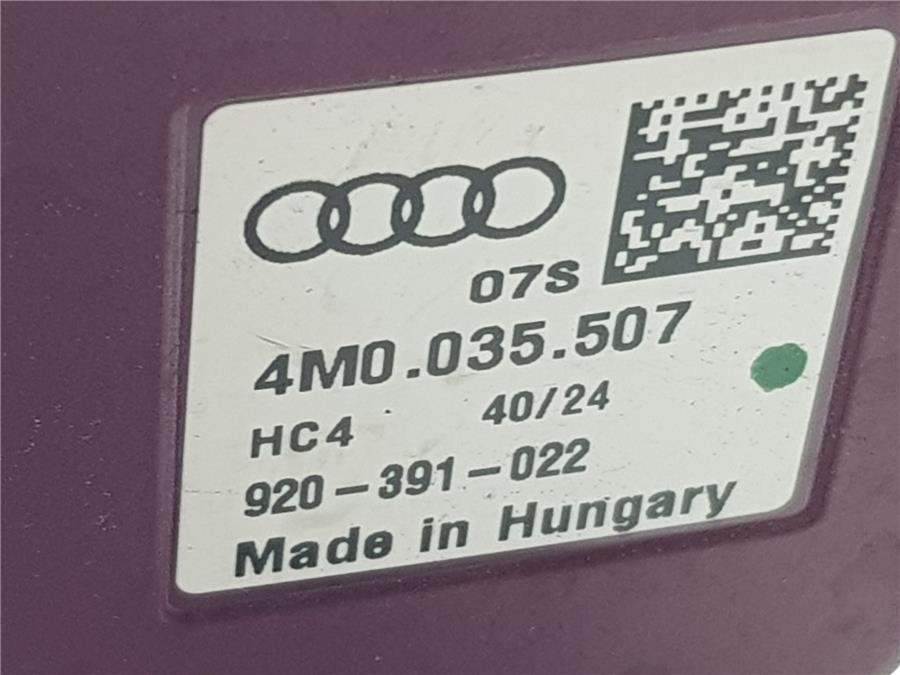 07S
4M0.035.507
HC4 40/24
920-391-022
Made in Hungary